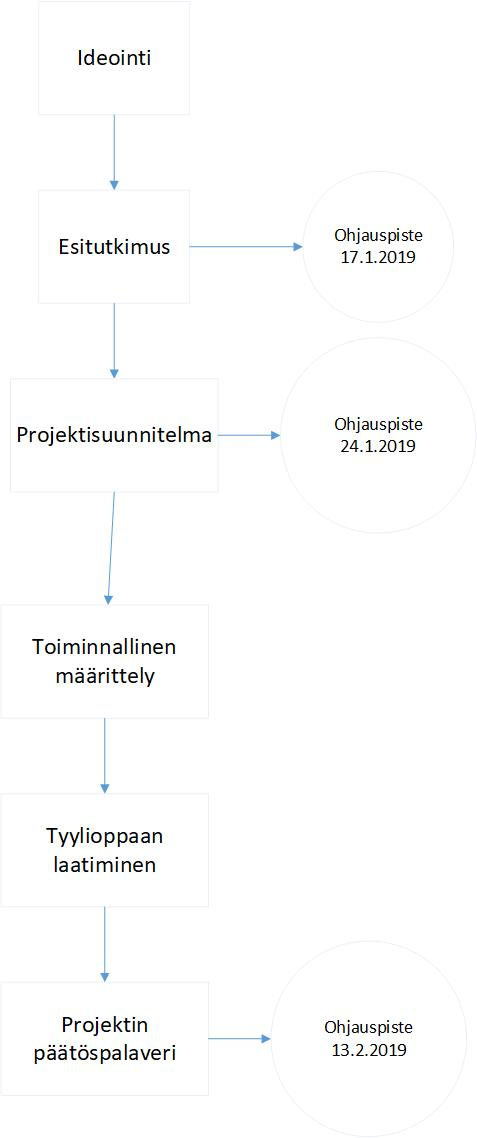 Ideointi
Esitutkimus
Ohjauspiste
17.1.2019
Projektisuunnitelma
Ohjauspiste
24.1.2019
Toiminnallinen
määrittely
Tyylioppaan
laatiminen
Projektin
päätöspalaveri
Ohjauspiste
13.2.2019